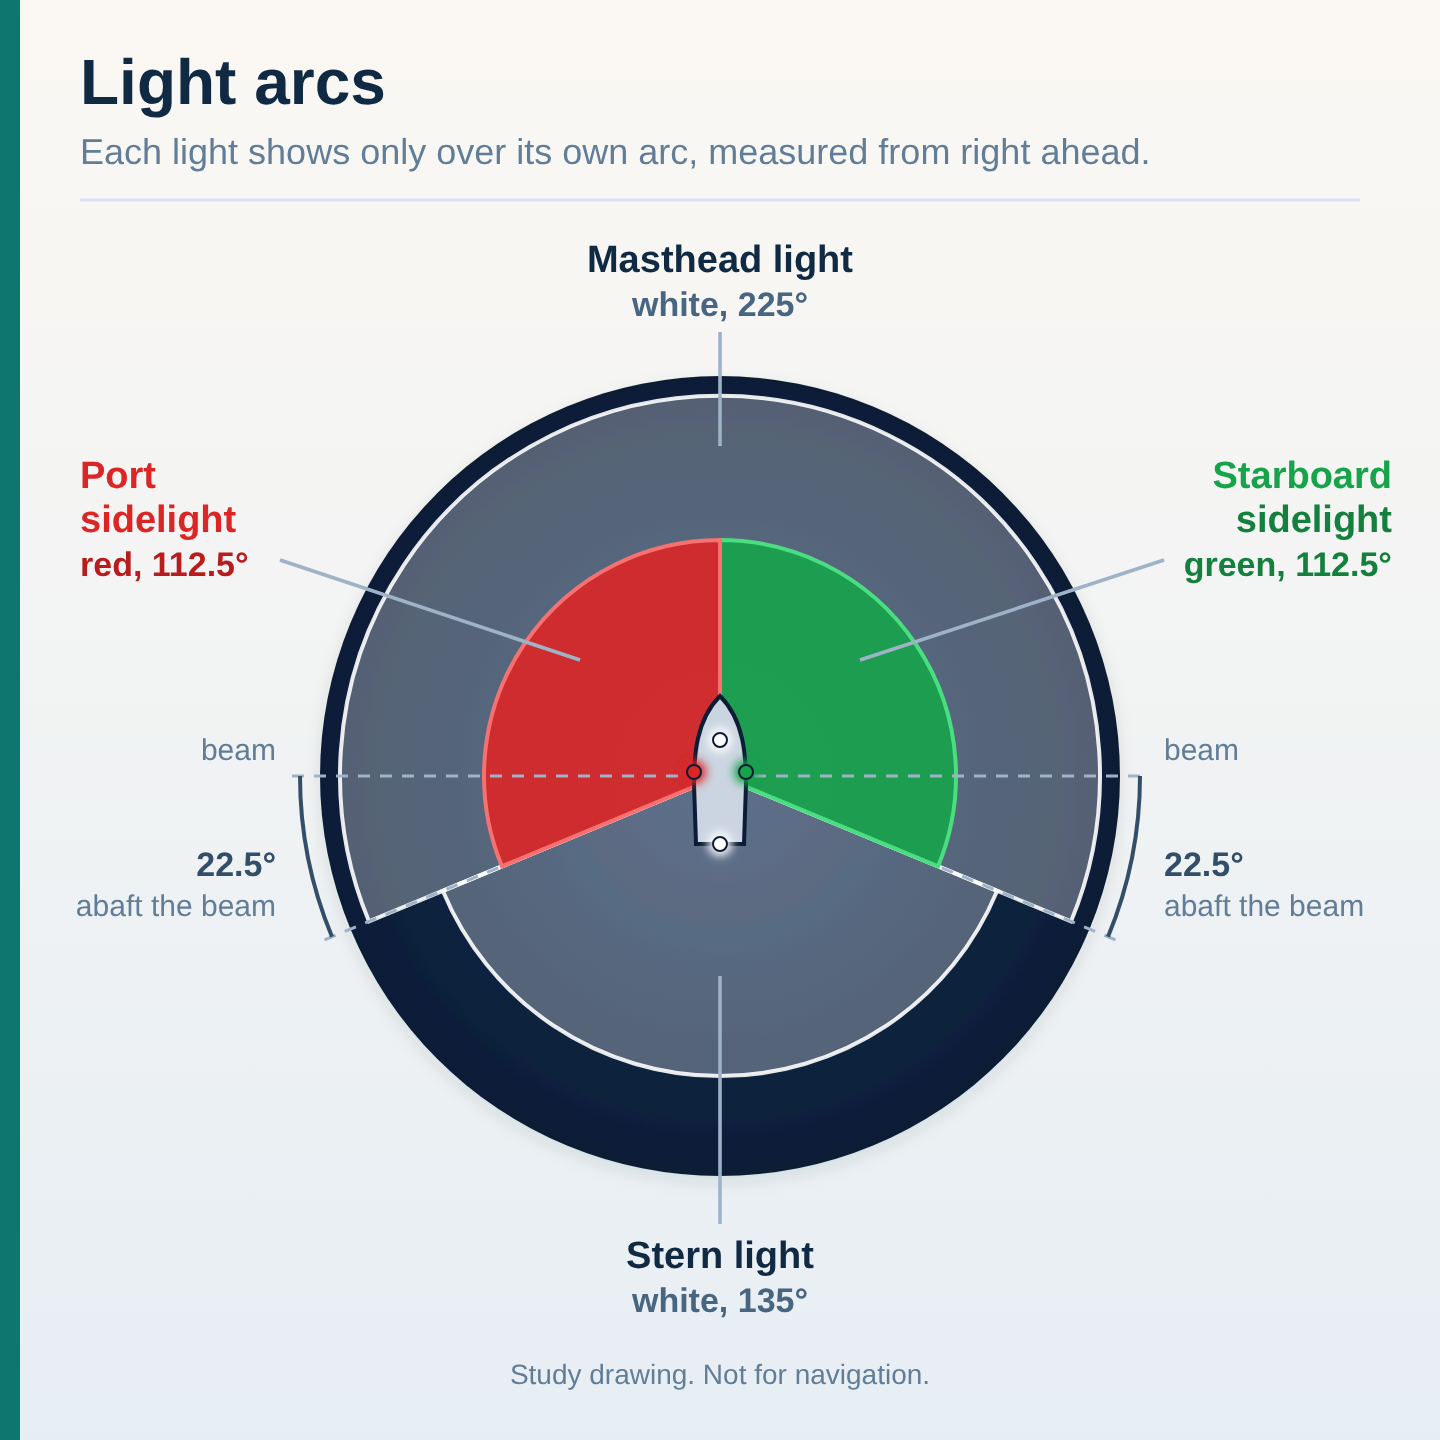 Light arcs
Each light shows only over its own arc, measured from right ahead.
Masthead light
white, 225°
Port
sidelight
red, 112.5°
Starboard
sidelight
green, 112.5°
beam
beam
22.5°
abaft the beam
22.5°
abaft the beam
Stern light
white, 135°
Study drawing. Not for navigation.